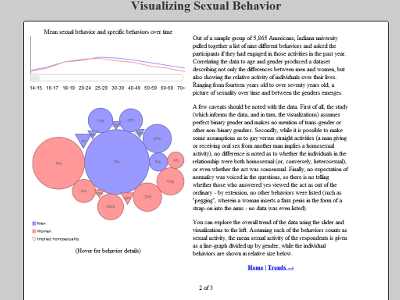 Visualizing Sexual Behavior
Mean sexual behavior and specific behaviors over time
14-15 16-17 18-19 20-24 25-29 30-39 40-49 50-59 60-69 70+
Men
Women
Implied homosexuality
(Hover for behavior details)
Out of a sample group of 5,865 Americans, Indiana university
pulled together a list of nine different behaviors and asked the
participants if they had engaged in those activities in the past year.
Correlating the data to age and gender produced a dataset
describing not only the differences between men and women, but
also showing the relative activity of individuals over their lives.
Ranging from fourteen years old to over seventy years old, a
picture of sexuality over time and between the genders emerges.
A few caveats should be noted with the data. First of all, the study
(which informs the data, and in turn, the visualizations) assumes
perfect binary gender and makes no mention of trans-gender or
other non-binary genders. Secondly, while it is possible to make
some assumptions as to gay versus straight activities (a man giving
or receiving oral sex from another man implies a homosexual
activity), no difference is noted as to whether the individuals in the
relationship were both homosexual (or, conversely, heterosexual),
or even whether the act was consensual. Finally, no expectation of
normality was voiced in the questions, so there is no telling
whether those who answered yes viewed the act as out of the
ordinary - by extension, no other behaviors were listed (such as
"pegging", wherein a woman inserts a faux penis in the form of a
strap-on into the anus - no data was even listed).
You can explore the overall trend of the data using the slider and
visualizations to the left. Assuming each of the behaviors counts as
sexual activity, the mean sexual activity of the respondents is given
as a line-graph divided up by gender, while the individual
behaviors are shown in relative size below.
Home | Trends -->
2 of 3